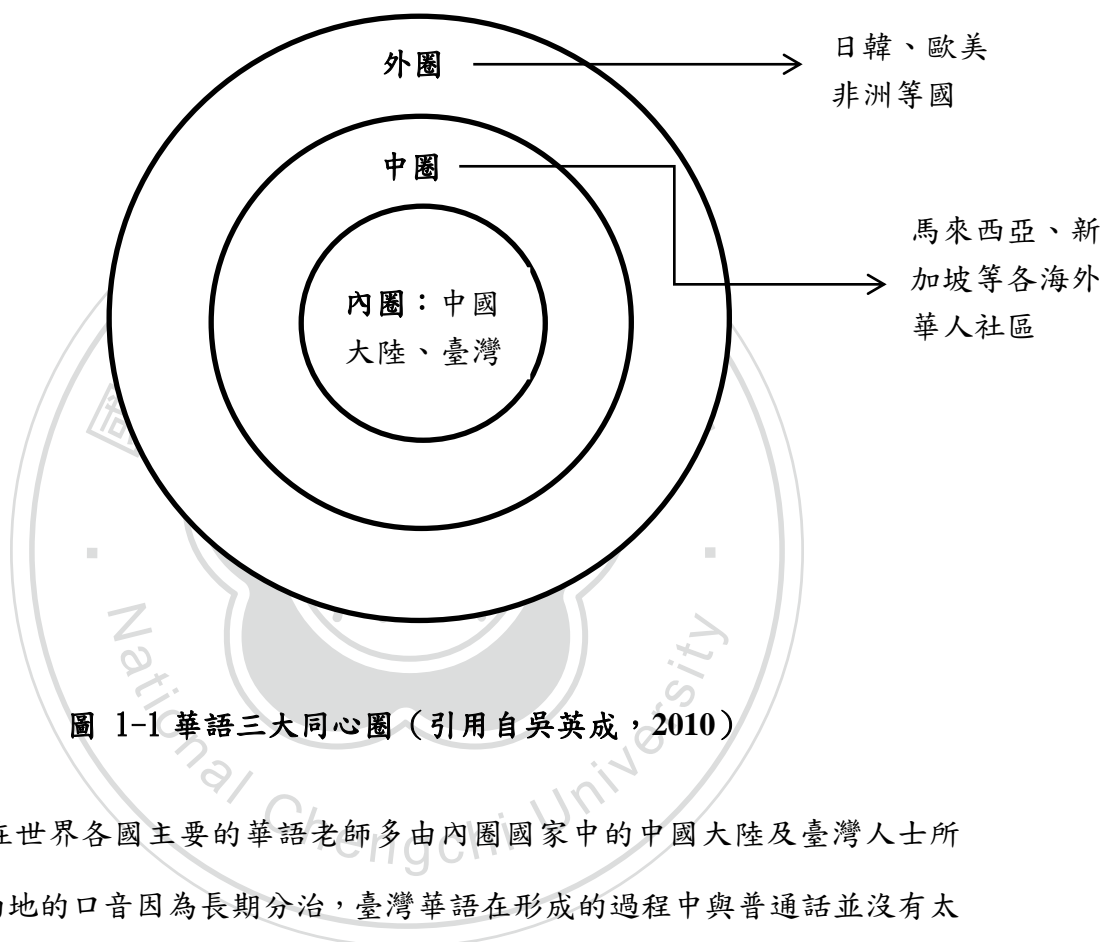 外圈
日韓、歐美
非洲等國
中圈
馬來西亞、新
加坡等各海外
華人社區
內圈：中國
大陸、臺灣
National Chengchi University
圖 1-1 華語三大同心圈（引用自吳英成，2010）
在世界各國主要的華語老師多由內圈國家中的中國大陸及臺灣人士所
地的口音因為長期分治，臺灣華語在形成的過程中與普通話並沒有太